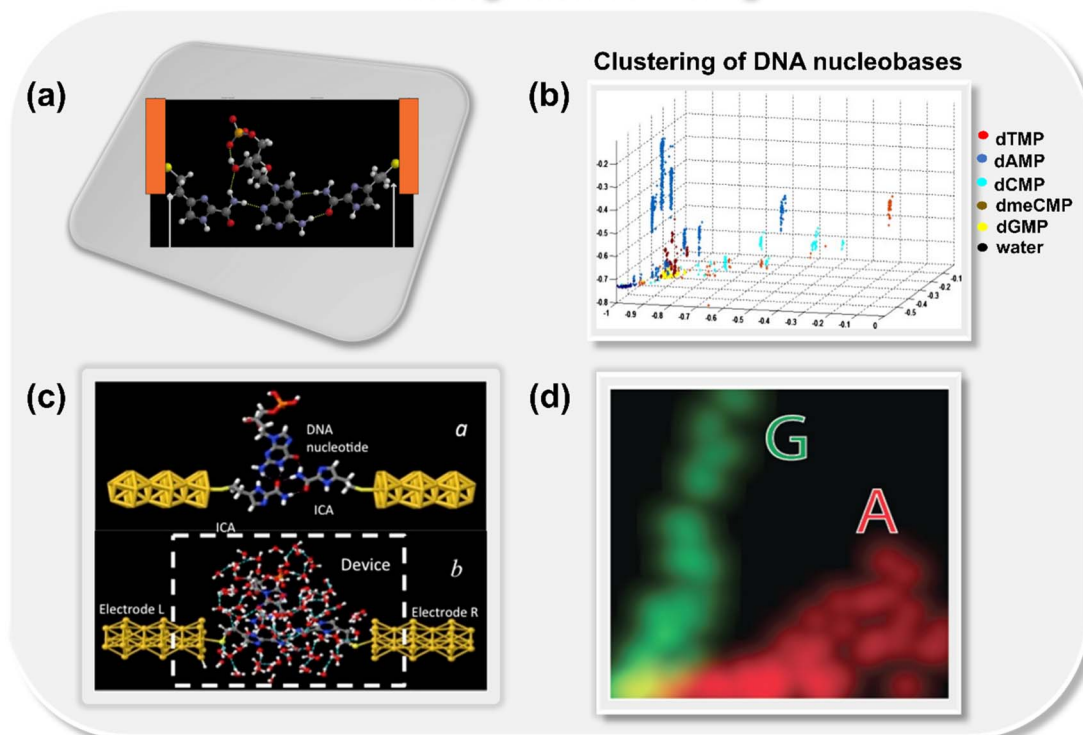 (a)
Clustering of DNA nucleobases
(b)
-0.2
-0.3
-0.4
-0.5
-0.6
-0.7
-0.8
-1
-0.9
-0.8
-0.7
-0.6
-0.5
-0.4
-0.3
-0.2
-0.1
0
-0.5
-0.4
-0.3
-0.2
-0.1
dTMP
dAMP
dCMP
dmeCMP
dGMP
water
(c)
a
DNA
nucleotide
ICA
ICA
b
Device
Electrode L
Electrode R
(d)
G
A